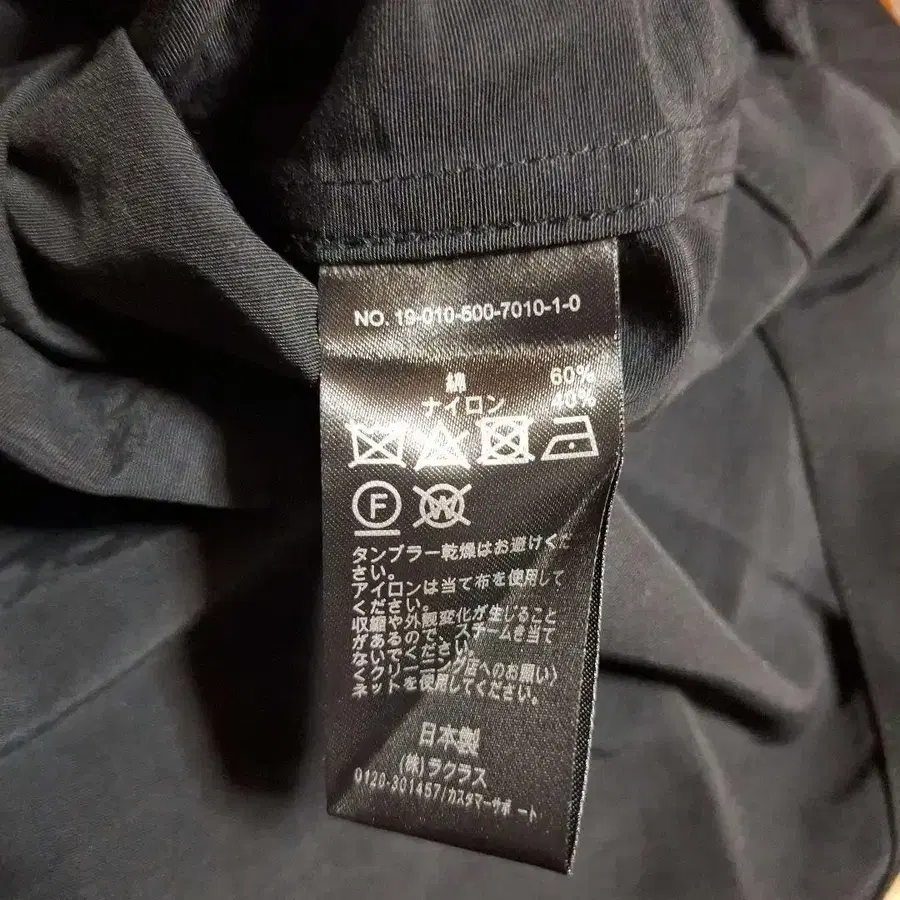 NO. 19-010-500-7010-1-0
綿 60%
ナイロン 40%
F W
タンブラー乾燥はお避けくだ
さい。
アイロンは当て布を使用して
ください。
収縮や外観変化が生じること
があるので、スチームを当て
ないでください。
くクリーニング店へのお願い〉
ネットを使用してください。
日本製
(株)ラクラス
0120-301457/カスタマーサポート